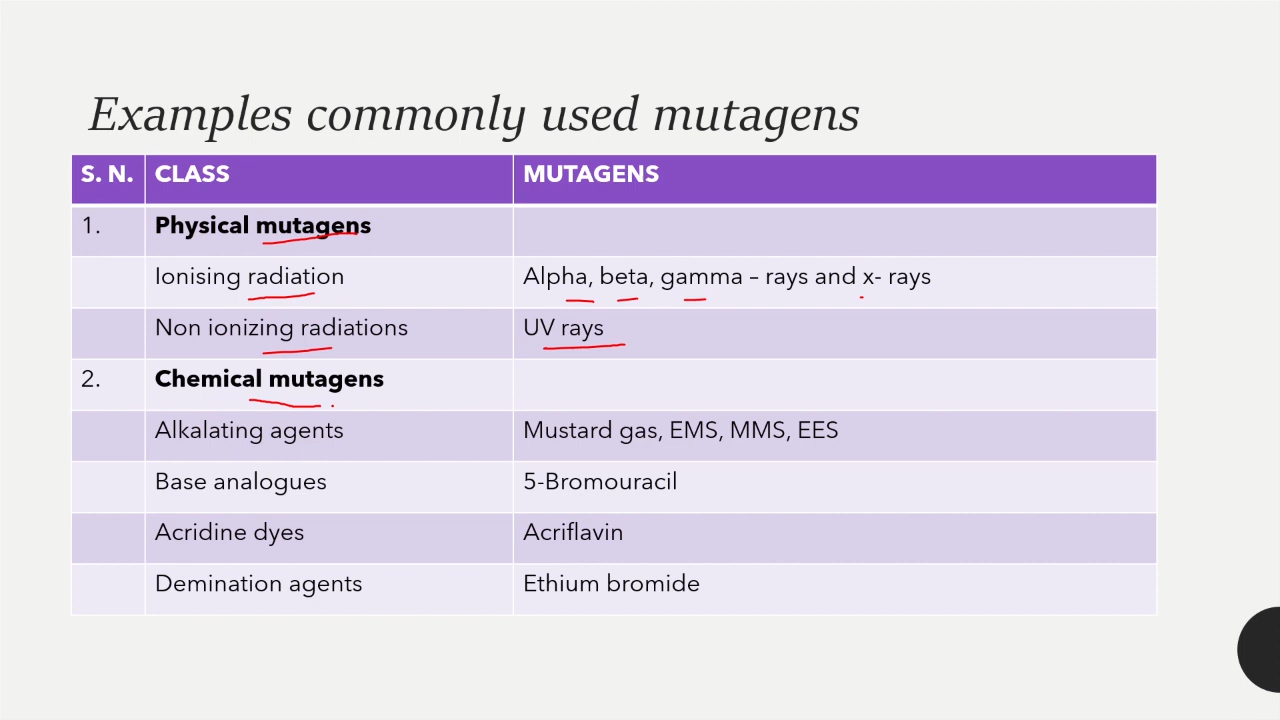 Examples commonly used mutagens
S. N. CLASS MUTAGENS
1. Physical mutagens
Ionising radiation Alpha, beta, gamma – rays and x- rays
Non ionizing radiations UV rays
2. Chemical mutagens
Alkalating agents Mustard gas, EMS, MMS, EES
Base analogues 5-Bromouracil
Acridine dyes Acriflavin
Demination agents Ethium bromide